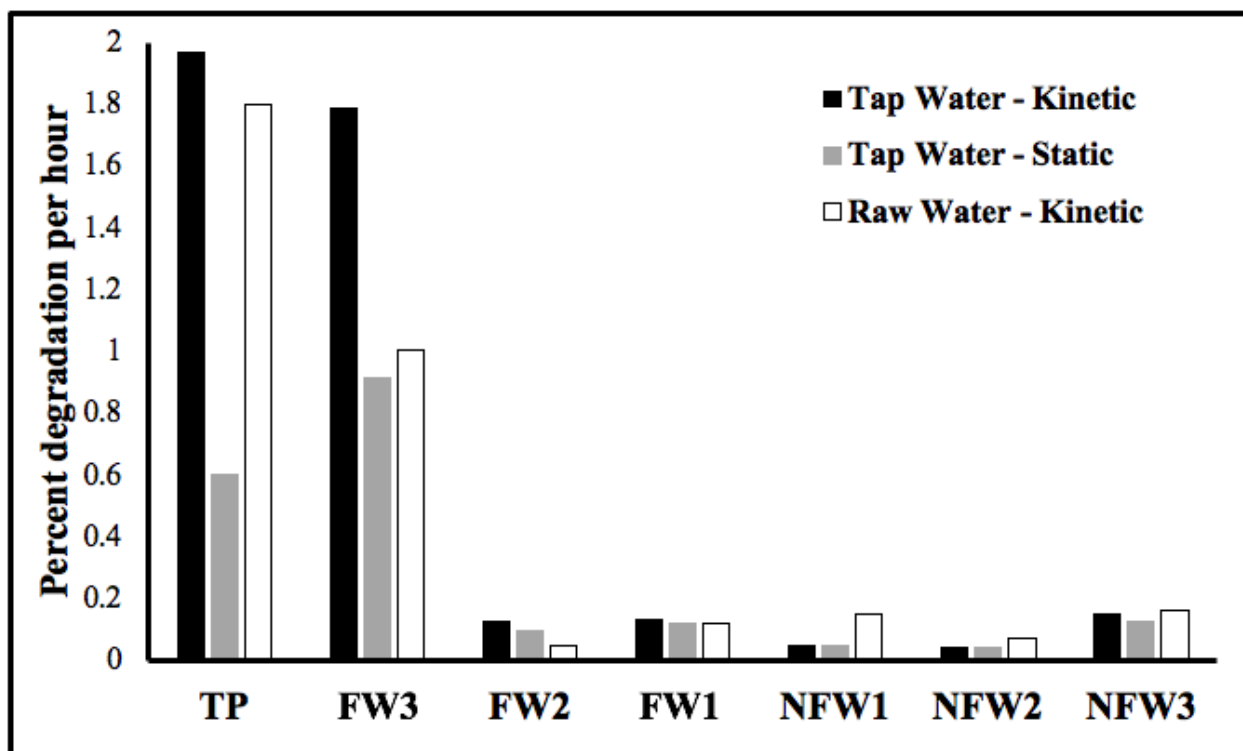 Percent degradation per hour
2
1.8
1.6
1.4
1.2
1
0.8
0.6
0.4
0.2
0
Tap Water - Kinetic
Tap Water - Static
Raw Water - Kinetic
TP FW3 FW2 FW1 NFW1 NFW2 NFW3